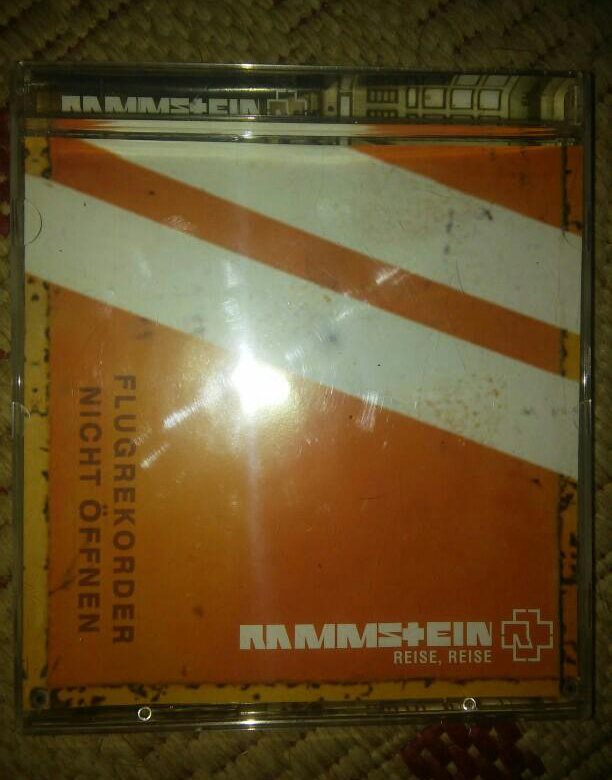 RAMMSTEIN
FLUGREKORDER
NICHT ÖFFNEN
RAMMSTEIN
REISE, REISE